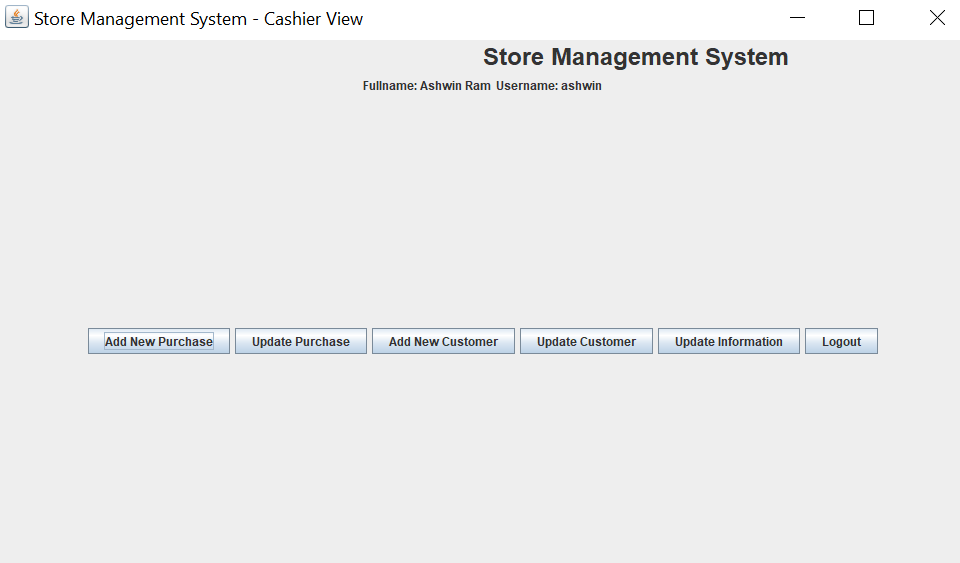 Store Management System - Cashier View
Store Management System
Fullname: Ashwin Ram Username: ashwin
Add New Purchase Update Purchase Add New Customer Update Customer Update Information Logout